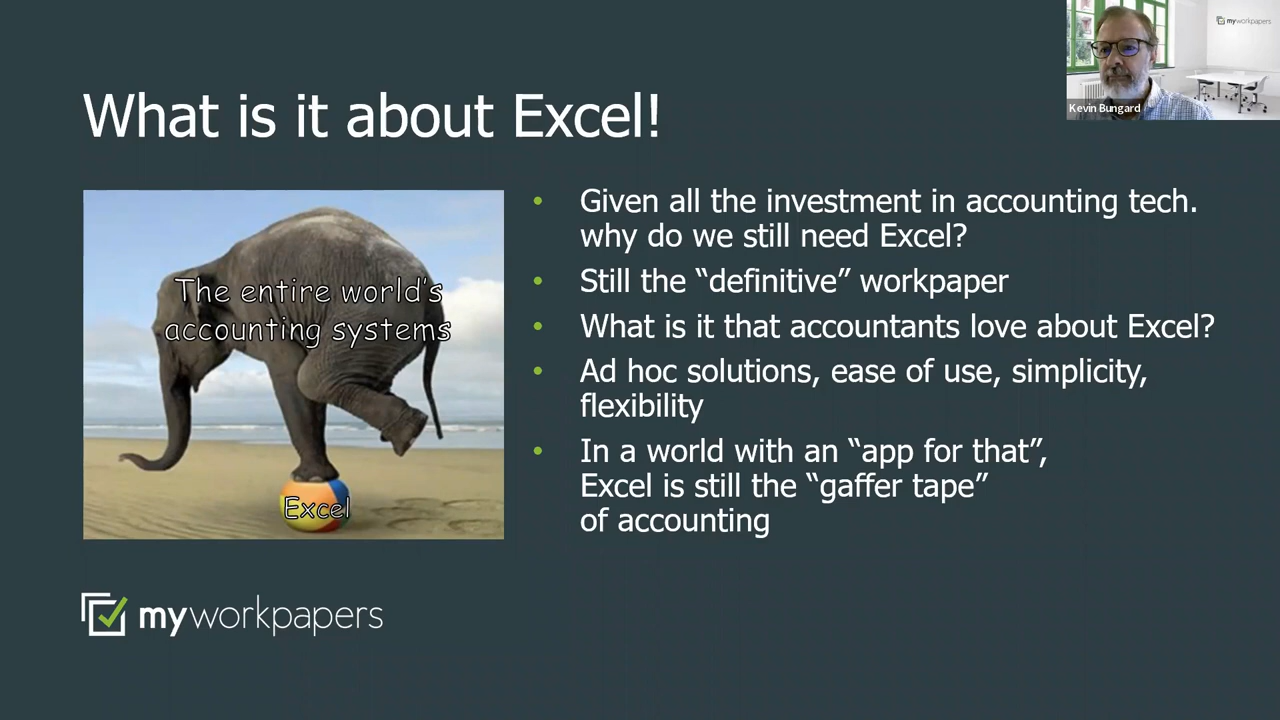 myworkpapers
Kevin Bungard
What is it about Excel!
The entire world's
accounting systems
Excel
• Given all the investment in accounting tech.
why do we still need Excel?
• Still the “definitive” workpaper
• What is it that accountants love about Excel?
• Ad hoc solutions, ease of use, simplicity,
flexibility
• In a world with an “app for that”,
Excel is still the “gaffer tape”
of accounting
myworkpapers